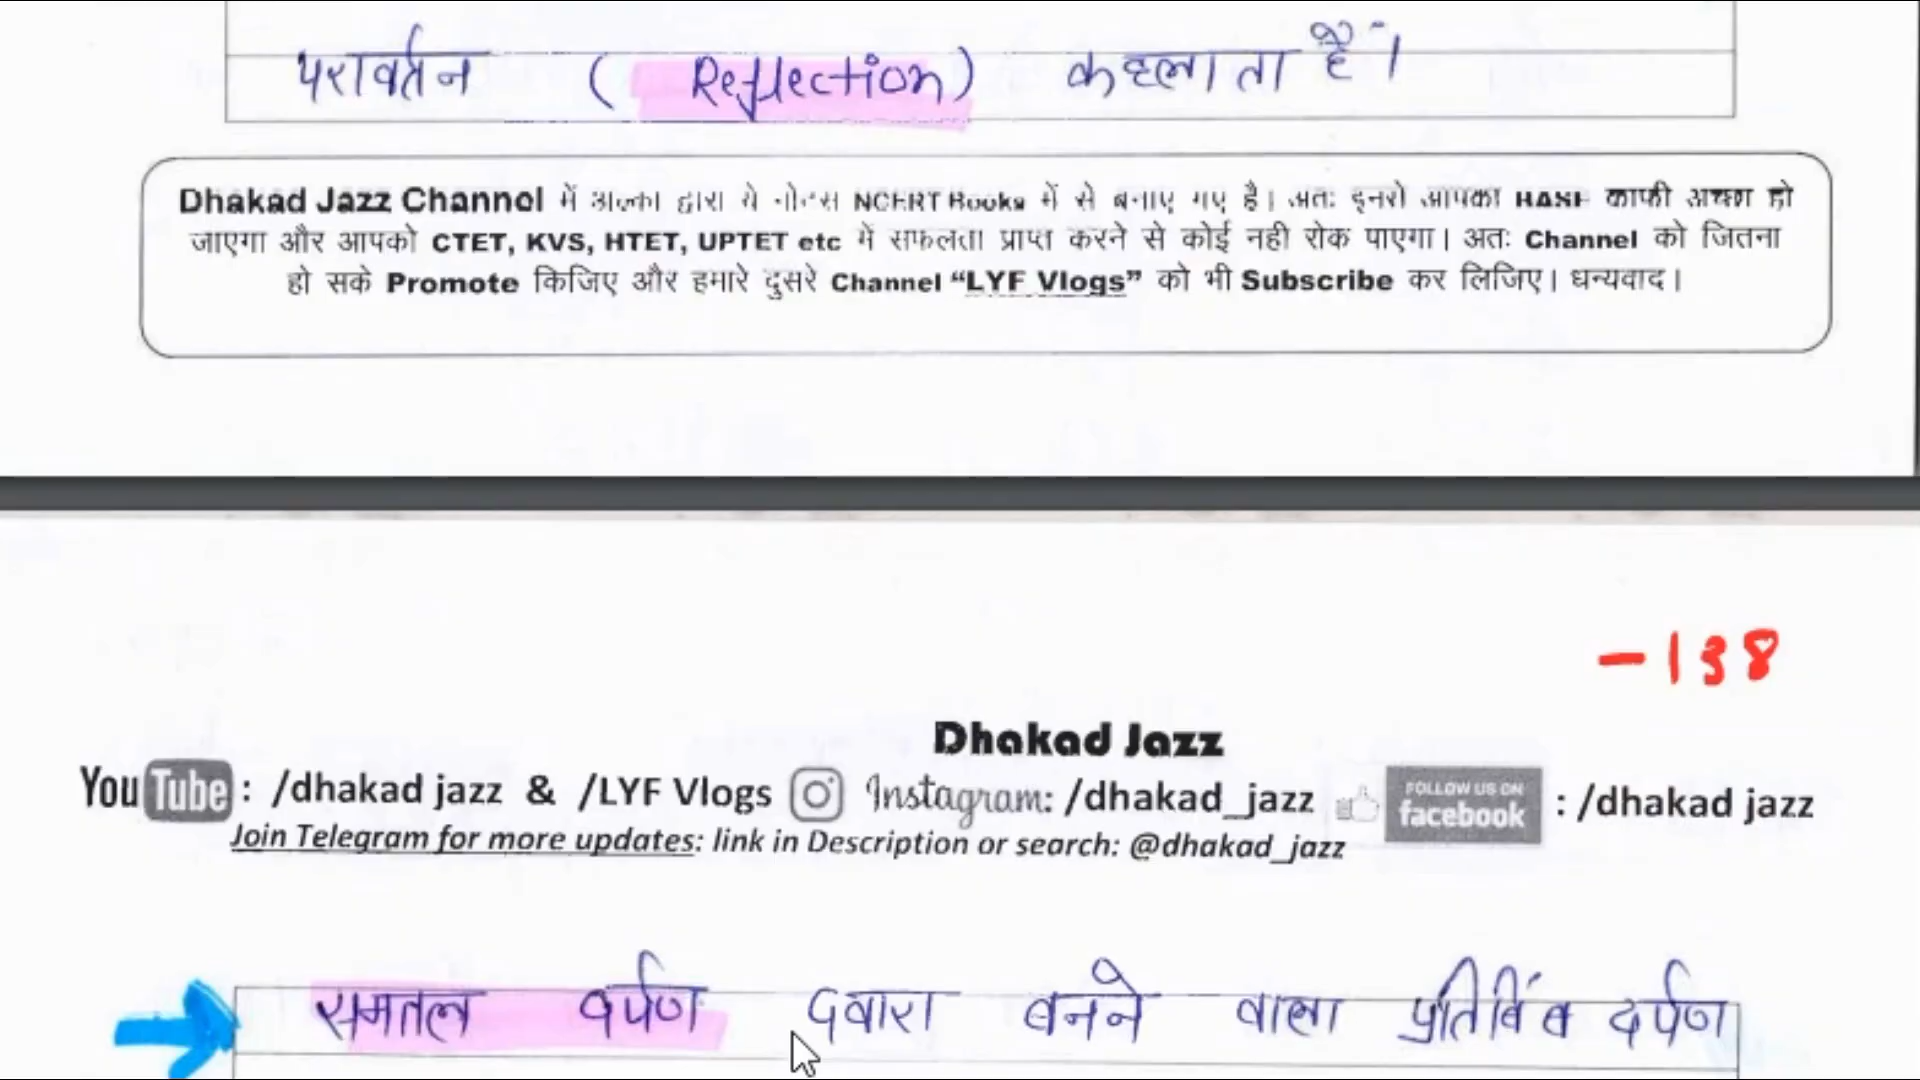 परावर्तन ( Reflection) कहलाता है।
Dhakad Jazz Channel में अल्का द्वारा ये नोट्स NCERT Books में से बनाए गए है। अतः इनसे आपका BASE काफी अच्छा हो
जाएगा और आपको CTET, KVS, HTET, UPTET etc में सफलता प्राप्त करने से कोई नही रोक पाएगा। अतः Channel को जितना
हो सके Promote किजिए और हमारे दुसरे Channel “LYF Vlogs” को भी Subscribe कर लिजिए। धन्यवाद।
-138
Dhakad Jazz
YouTube : /dhakad jazz & /LYF Vlogs Instagram: /dhakad_jazz FOLLOW US ON facebook : /dhakad jazz
Join Telegram for more updates: link in Description or search: @dhakad_jazz
समतल दर्पण दवारा बनने वाला प्रतिबिंब दर्पण